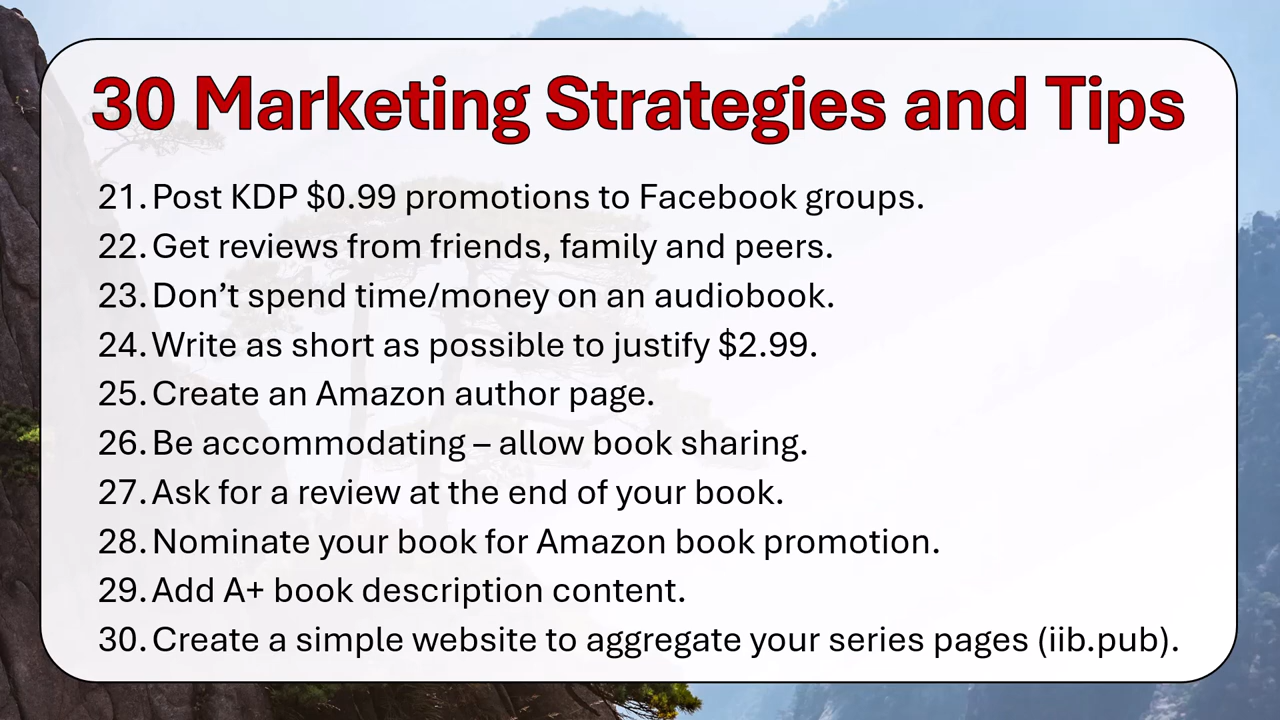 30 Marketing Strategies and Tips
21. Post KDP $0.99 promotions to Facebook groups.
22. Get reviews from friends, family and peers.
23. Don’t spend time/money on an audiobook.
24. Write as short as possible to justify $2.99.
25. Create an Amazon author page.
26. Be accommodating – allow book sharing.
27. Ask for a review at the end of your book.
28. Nominate your book for Amazon book promotion.
29. Add A+ book description content.
30. Create a simple website to aggregate your series pages (iib.pub).